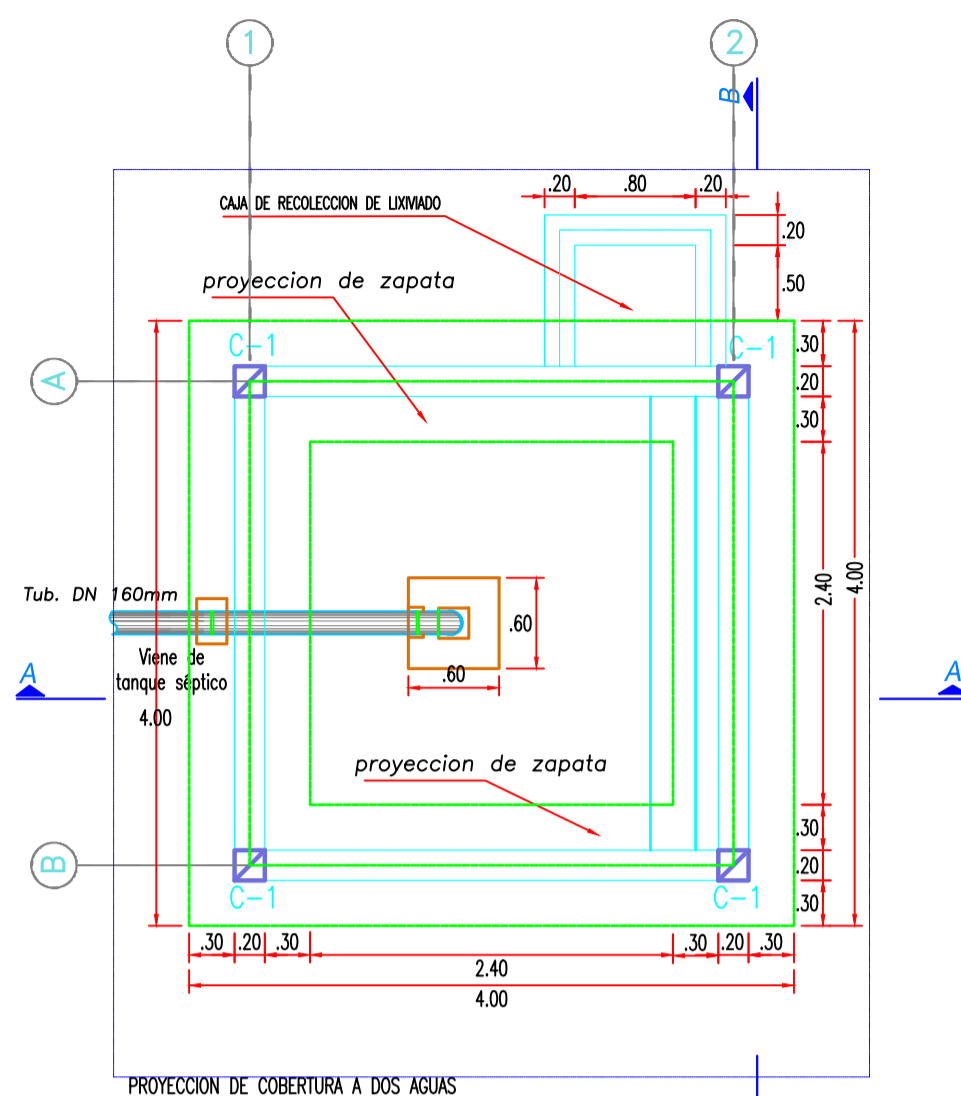 1
2
B
.20
.80
.20
CAJA DE RECOLECCION DE LIXIVIADO
.20
proyeccion de zapata
.50
C-1
C-1
.30
A
.20
.30
Tub. DN 160mm
2.40
4.00
.60
Viene de
tanque séptico
A
.60
A
4.00
proyeccion de zapata
.30
B
.20
C-1
C-1
.30
.30
.20
.30
.30
.20
.30
2.40
4.00
PROYECCION DE COBERTURA A DOS AGUAS